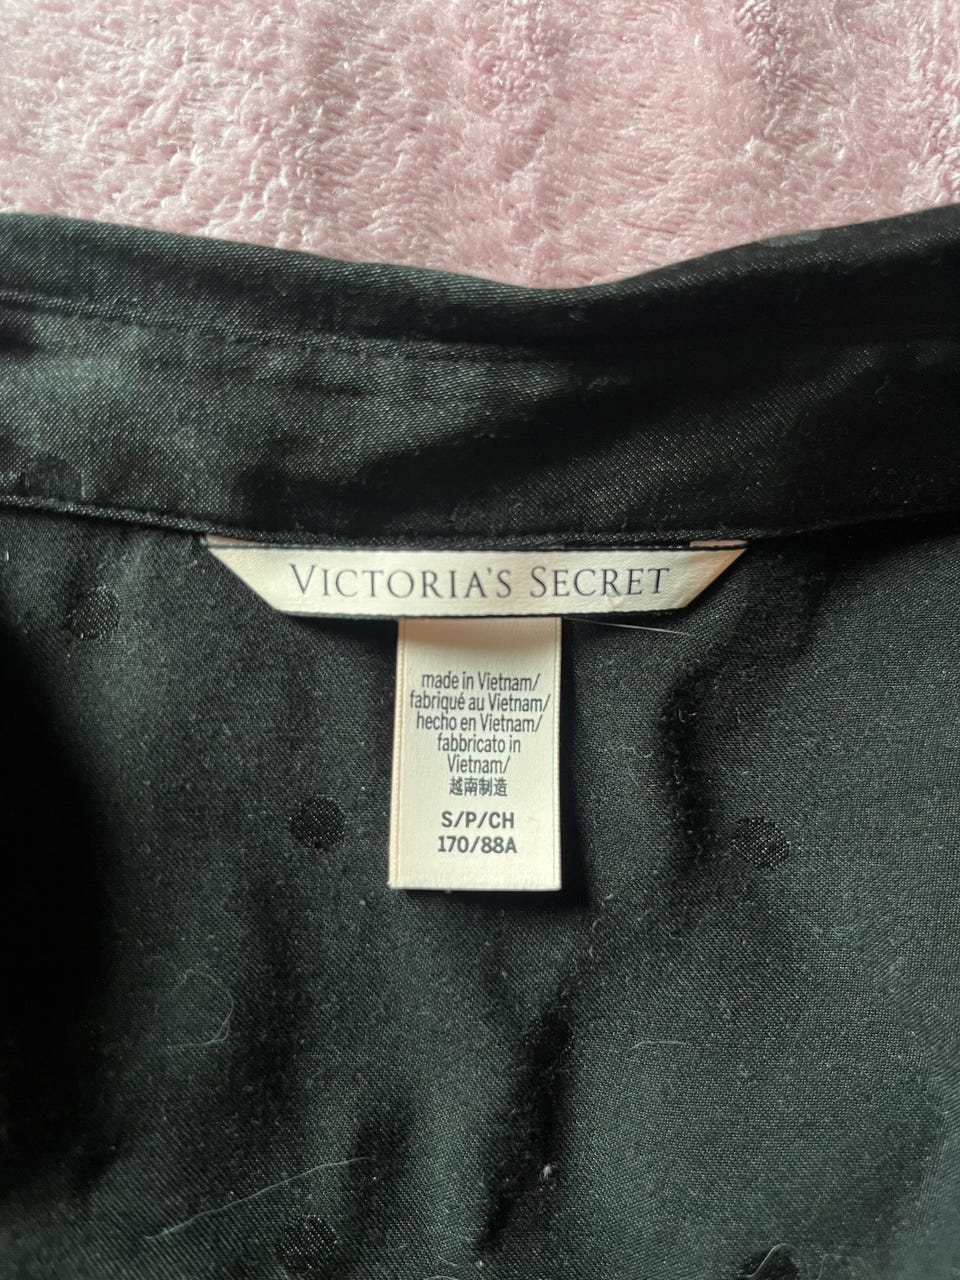 VICTORIA'S SECRET
made in Vietnam/
fabriqué au Vietnam/
hecho en Vietnam/
fabbricato in
Vietnam/
越南制造
S/P/CH
170/88A